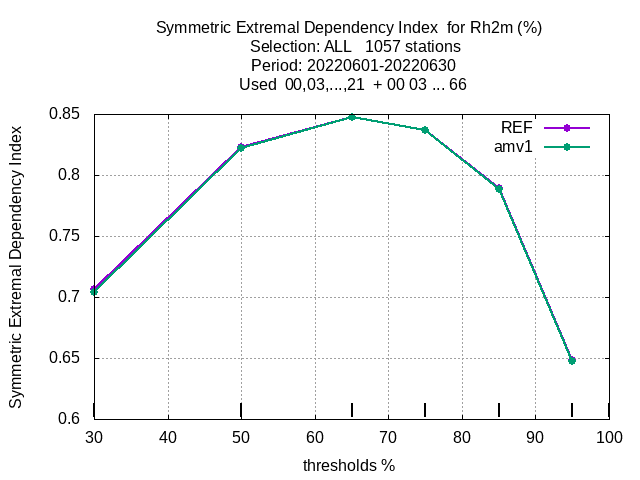 Symmetric Extremal Dependency Index  for Rh2m (%)
Selection: ALL   1057 stations
Period: 20220601-20220630
Used  00,03,...,21  + 00 03 ... 66
REF
amv1
Symmetric Extremal Dependency Index
0.85
0.8
0.75
0.7
0.65
0.6
30 40 50 60 70 80 90 100
thresholds %